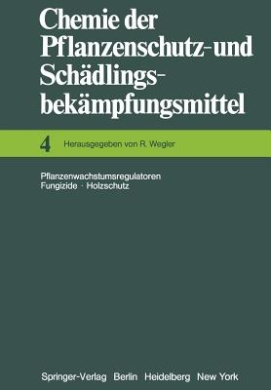 Chemie der
Pflanzenschutz-und
Schädlings-
bekämpfungsmittel
4 Herausgegeben von R. Wegler
Pflanzenwachstumsregulatoren
Fungizide · Holzschutz
Springer-Verlag Berlin Heidelberg New York